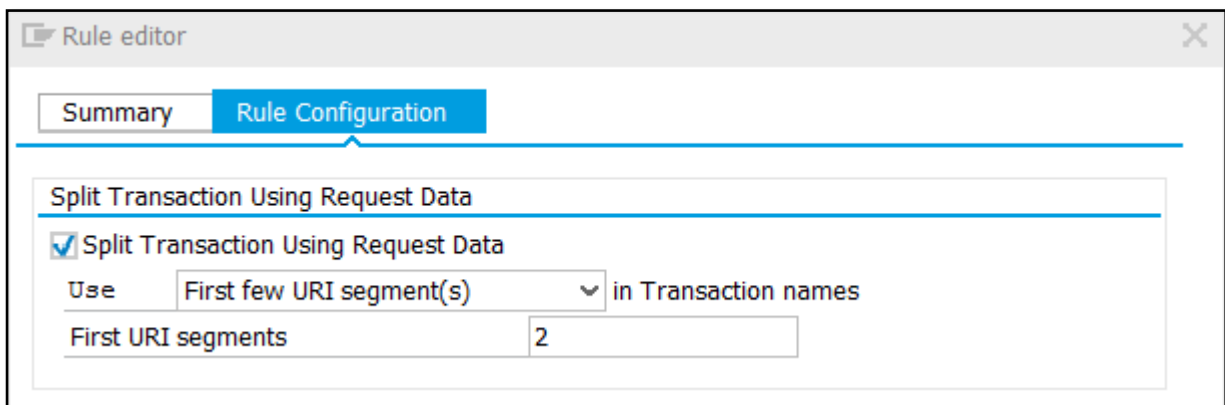 Rule editor
Summary Rule Configuration
Split Transaction Using Request Data
Split Transaction Using Request Data
Use First few URI segment(s) in Transaction names
First URI segments 2